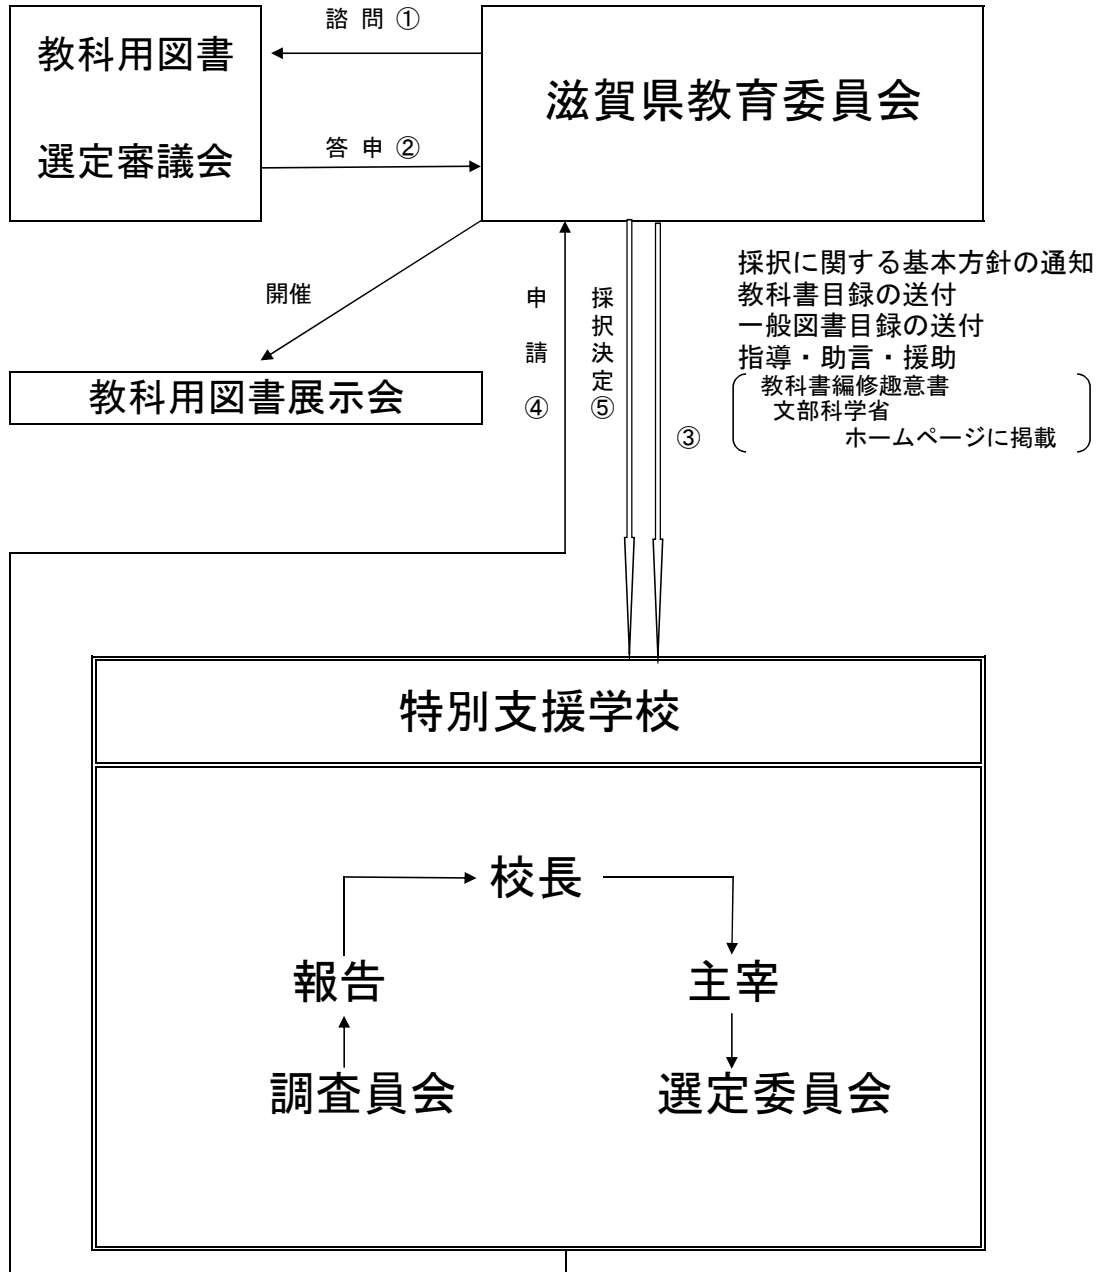 諮問①
教科用図書
選定審議会
滋賀県教育委員会
答申②
開催
教科用図書展示会
申請④
採択決定⑤
③
採択に関する基本方針の通知
教科書目録の送付
一般図書目録の送付
指導・助言・援助
教科書編修趣意書
文部科学省
ホームページに掲載
特別支援学校
校長
報告
主宰
調査員会
選定委員会